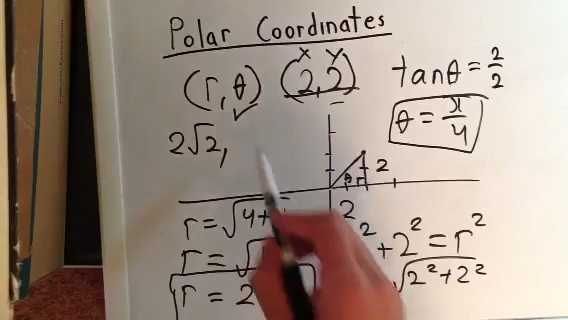 Polar Coordinates
x y
(r, θ) (2,2) tanθ = 2/2
θ = π/4
2√2,
θ 2
2
r = √4+
² + 2² = r²
r = √
√2²+2²
r = 2